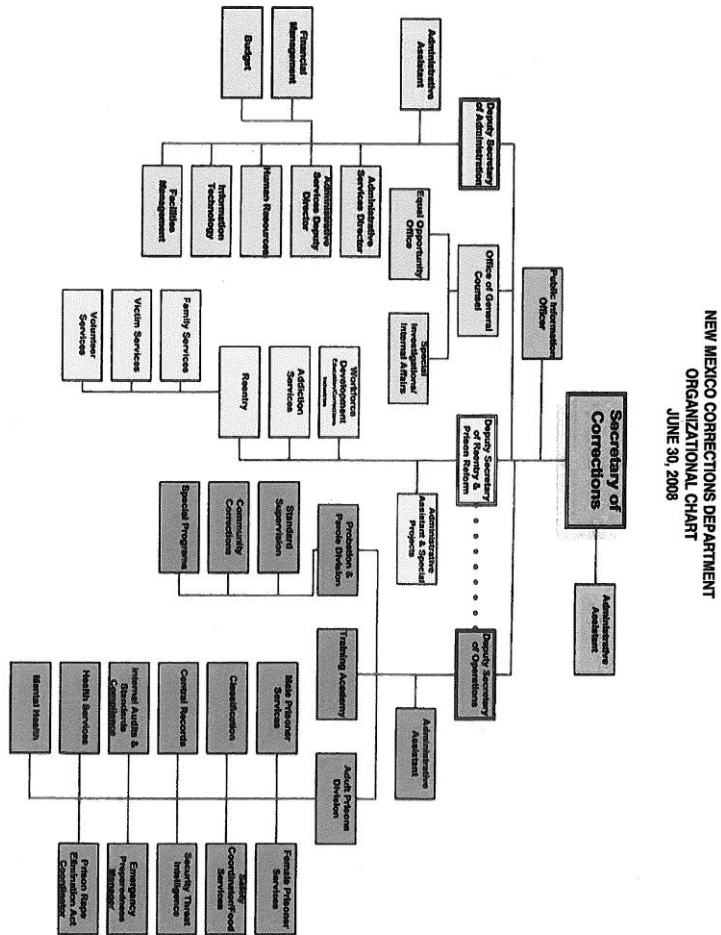 NEW MEXICO CORRECTIONS DEPARTMENT
ORGANIZATIONAL CHART
JUNE 30, 2008
Secretary of
Corrections
Administrative
Assistant
Public Information
Officer
Deputy Secretary
of Administration
Office of General
Counsel
Deputy Secretary
of Reentry &
Prison Reform
Deputy Secretary
of Operations
Administrative
Assistant
Equal Opportunity
Office
Special
Investigations/
Internal Affairs
Administrative
Assistant & Special
Projects
Administrative
Assistant
Administrative
Services Director
Administrative
Services Deputy
Director
Human Resources
Information
Technology
Facilities
Management
Financial
Management
Budget
Workforce
Development
Education/Corrections
Industries
Addiction
Services
Reentry
Family Services
Victim Services
Volunteer
Services
Probation &
Parole Division
Training Academy
Adult Prisons
Division
Standard
Supervision
Community
Corrections
Special Programs
Male Prisoner
Services
Female Prisoner
Services
Classification
Safety
Coordinator/Food
Services
Central Records
Security Threat
Intelligence
Internal Audits &
Standards
Compliance
Emergency
Preparedness
Manager
Health Services
Prison Rape
Elimination Act
Coordinator
Mental Health